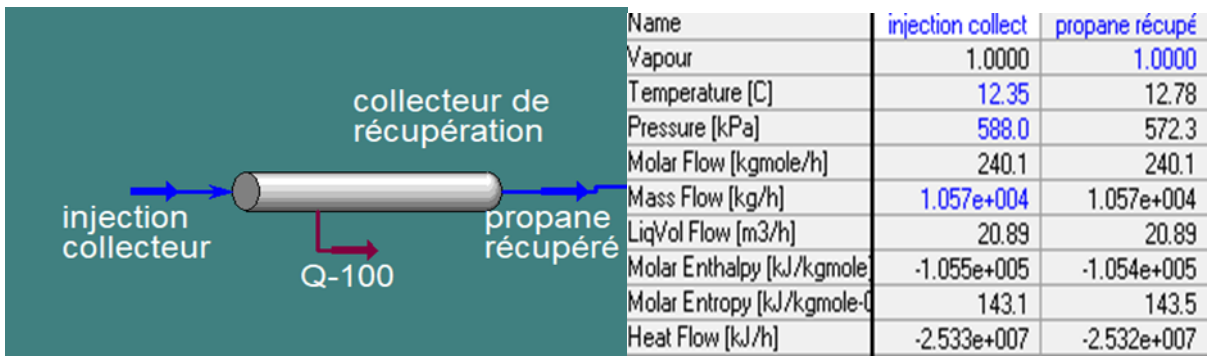 collecteur de
récupération
injection
collecteur
propane
récupéré
Q-100
Name injection collect propane récupé
Vapour 1.0000 1.0000
Temperature [C] 12.35 12.78
Pressure [kPa] 588.0 572.3
Molar Flow [kgmole/h] 240.1 240.1
Mass Flow [kg/h] 1.057e+004 1.057e+004
LiqVol Flow [m3/h] 20.89 20.89
Molar Enthalpy [kJ/kgmole] -1.055e+005 -1.054e+005
Molar Entropy [kJ/kgmole-C 143.1 143.5
Heat Flow [kJ/h] -2.533e+007 -2.532e+007